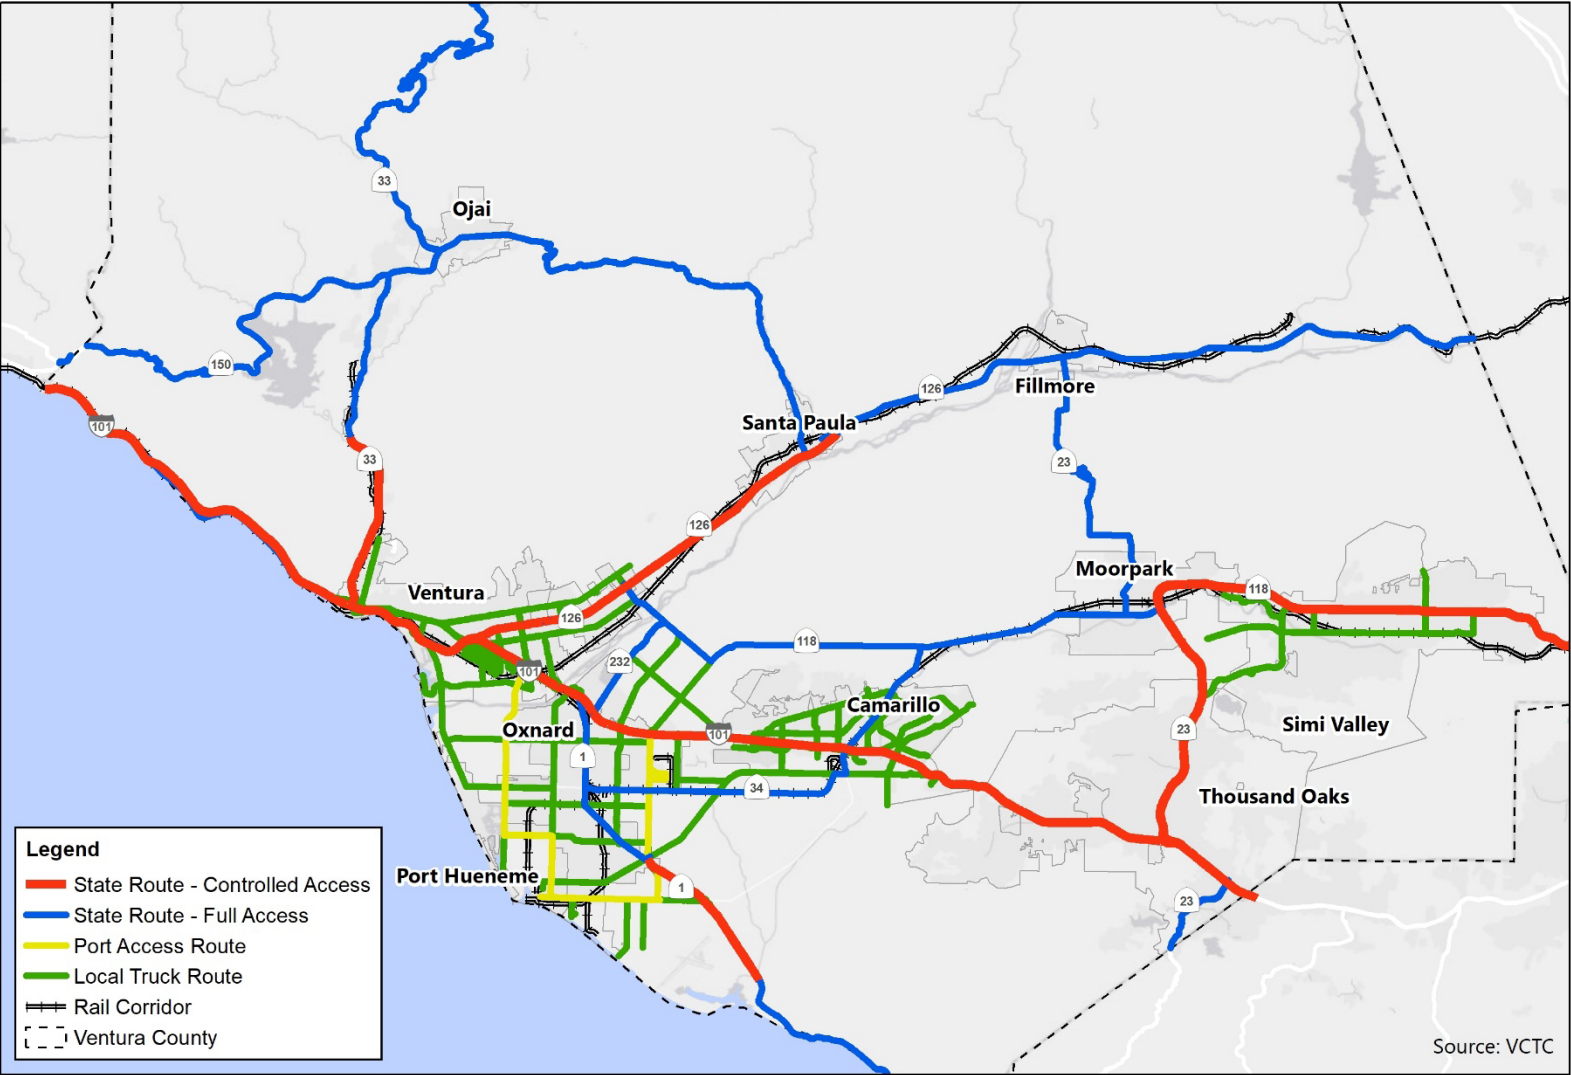 33
Ojai
150
126
Fillmore
101
Santa Paula
33
23
126
Moorpark
Ventura
118
126
118
232
101
Camarillo
Oxnard
101
Simi Valley
23
1
34
Thousand Oaks
Port Hueneme
1
23
Legend
State Route - Controlled Access
State Route - Full Access
Port Access Route
Local Truck Route
Rail Corridor
Ventura County
Source: VCTC